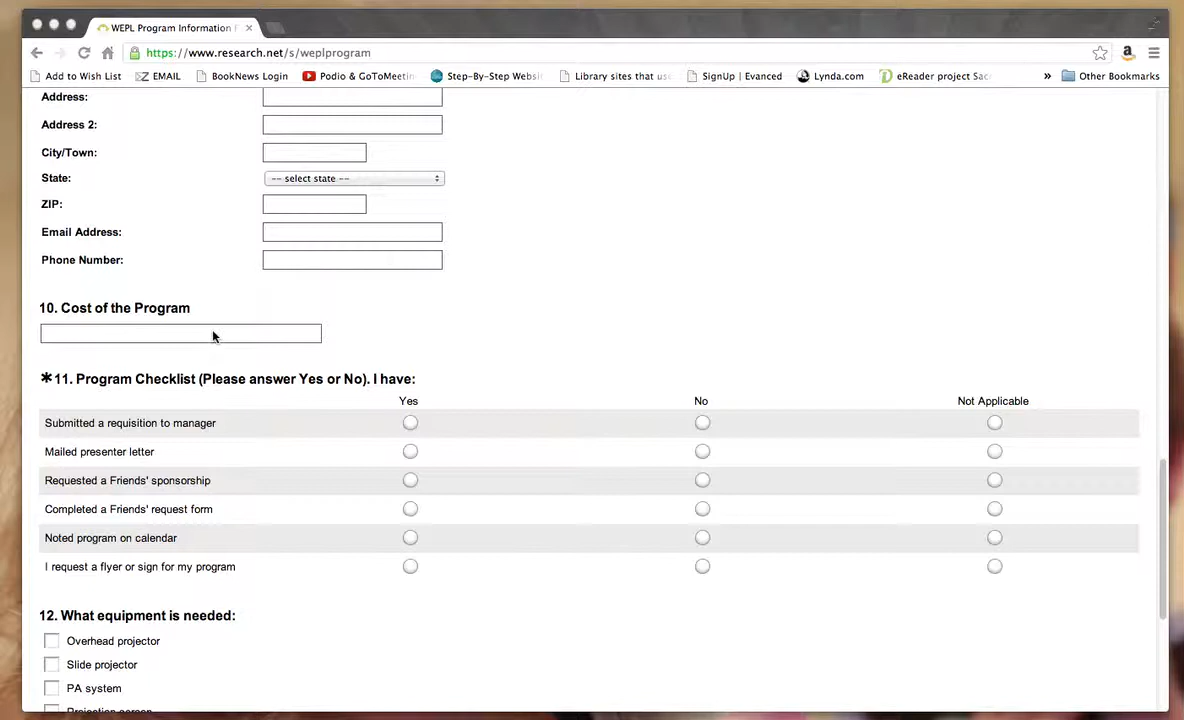 WEPL Program Information F
https://www.research.net/s/weplprogram
Add to Wish List EMAIL BookNews Login Podio & GoToMeetin Step-By-Step Websi Library sites that us SignUp | Evanced Lynda.com eReader project Sac » Other Bookmarks
Address:
Address 2:
City/Town:
State: -- select state --
ZIP:
Email Address:
Phone Number:
10. Cost of the Program
*11. Program Checklist (Please answer Yes or No). I have:
Yes No Not Applicable
Submitted a requisition to manager
Mailed presenter letter
Requested a Friends' sponsorship
Completed a Friends' request form
Noted program on calendar
I request a flyer or sign for my program
12. What equipment is needed:
Overhead projector
Slide projector
PA system
Projection screen